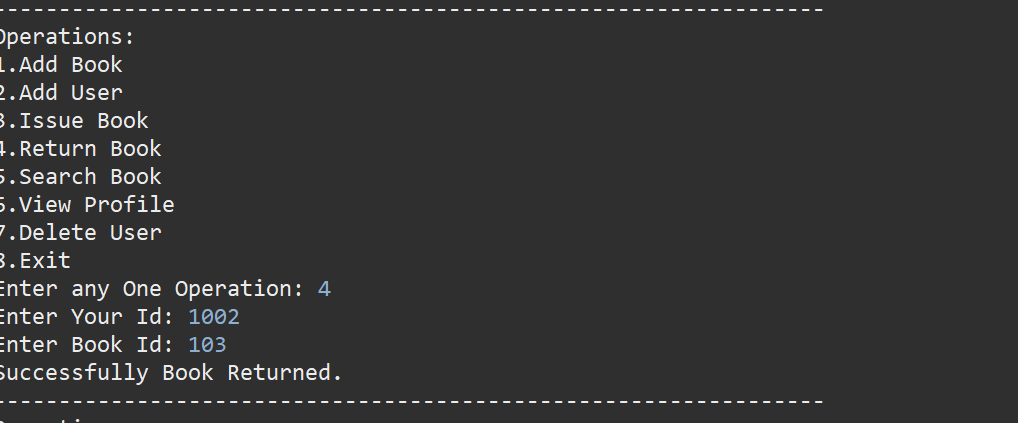 ----------------------------------------------------------------
Operations:
1.Add Book
2.Add User
3.Issue Book
4.Return Book
5.Search Book
6.View Profile
7.Delete User
8.Exit
Enter any One Operation: 4
Enter Your Id: 1002
Enter Book Id: 103
Successfully Book Returned.
----------------------------------------------------------------